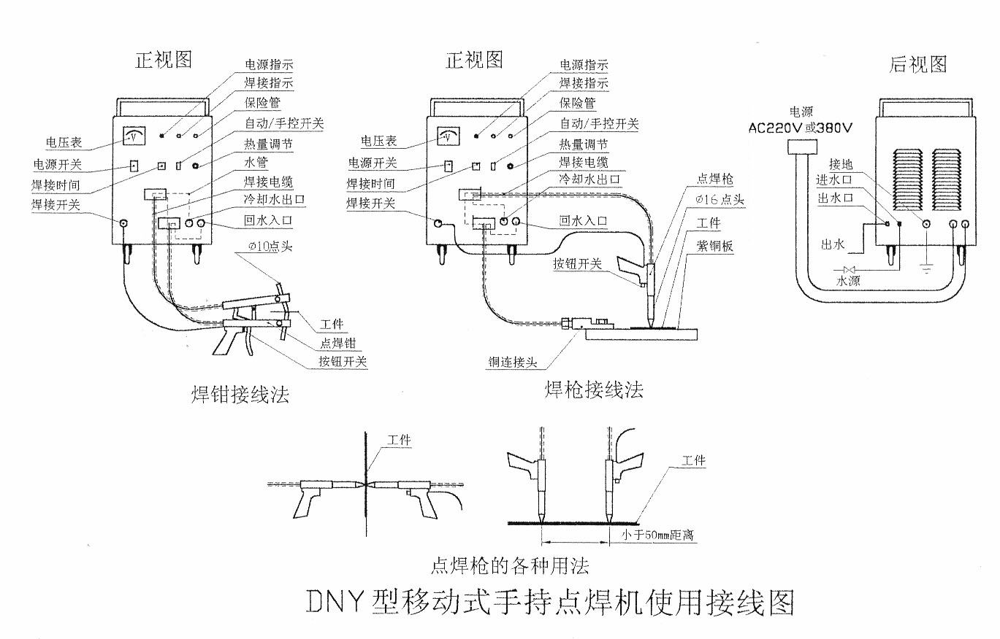 正视图
电源指示
焊接指示
保险管
自动/手控开关
热量调节
水管
焊接电缆
冷却水出口
回水入口
电压表
V
电源开关
焊接时间
焊接开关
Ø10点头
工件
点焊钳
按钮开关
焊钳接线法
正视图
电源指示
焊接指示
保险管
自动/手控开关
热量调节
焊接电缆
冷却水出口
回水入口
电压表
V
电源开关
焊接时间
焊接开关
点焊枪
Ø16点头
工件
紫铜板
按钮开关
铜连接头
焊枪接线法
后视图
电源
AC220V或380V
接地
进水口
出水口
出水
水源
工件
工件
小于50mm距离
点焊枪的各种用法
DNY型移动式手持点焊机使用接线图